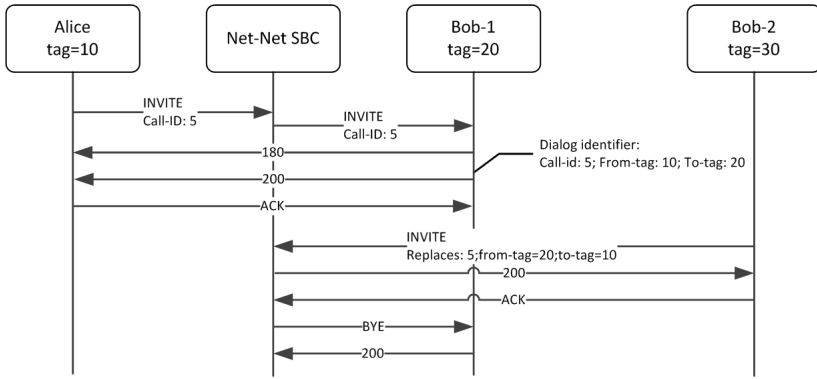 Alice
tag=10
Net-Net SBC
Bob-1
tag=20
Bob-2
tag=30
INVITE
Call-ID: 5
INVITE
Call-ID: 5
180
Dialog identifier:
Call-id: 5; From-tag: 10; To-tag: 20
200
ACK
INVITE
Replaces: 5;from-tag=20;to-tag=10
200
ACK
BYE
200